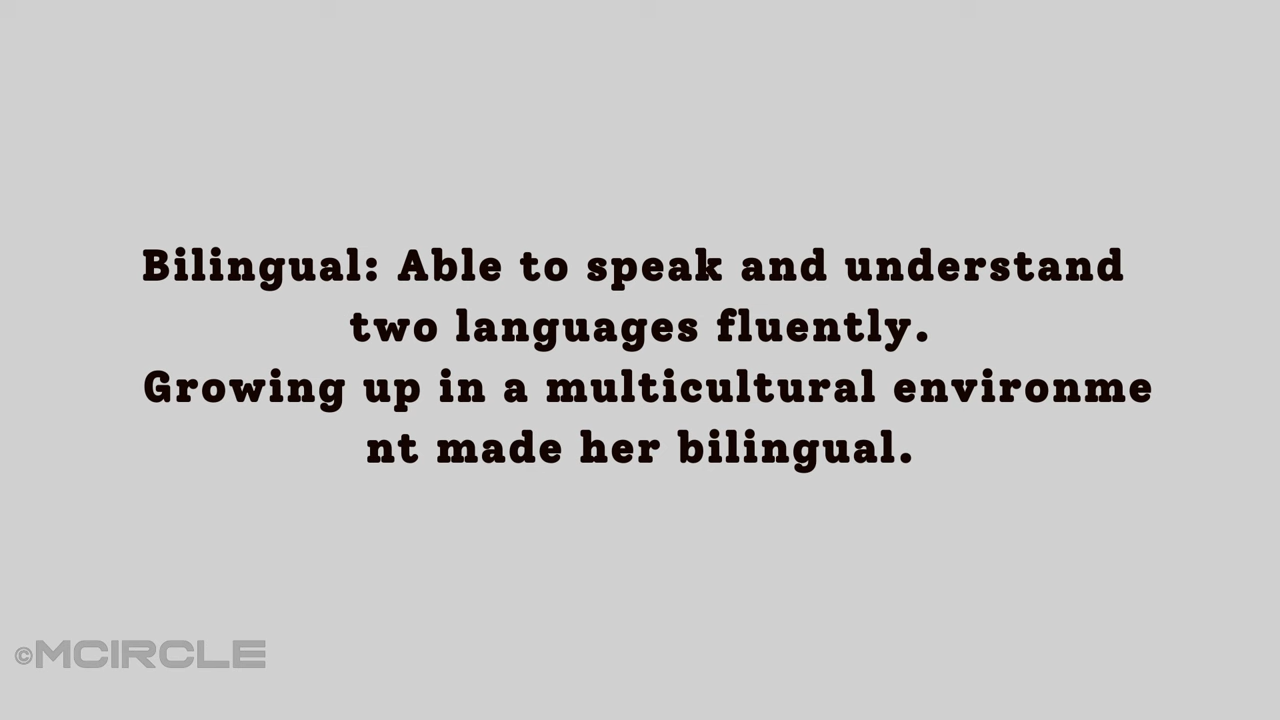 Bilingual: Able to speak and understand
two languages fluently.
Growing up in a multicultural environme
nt made her bilingual.
©MCIRCLE